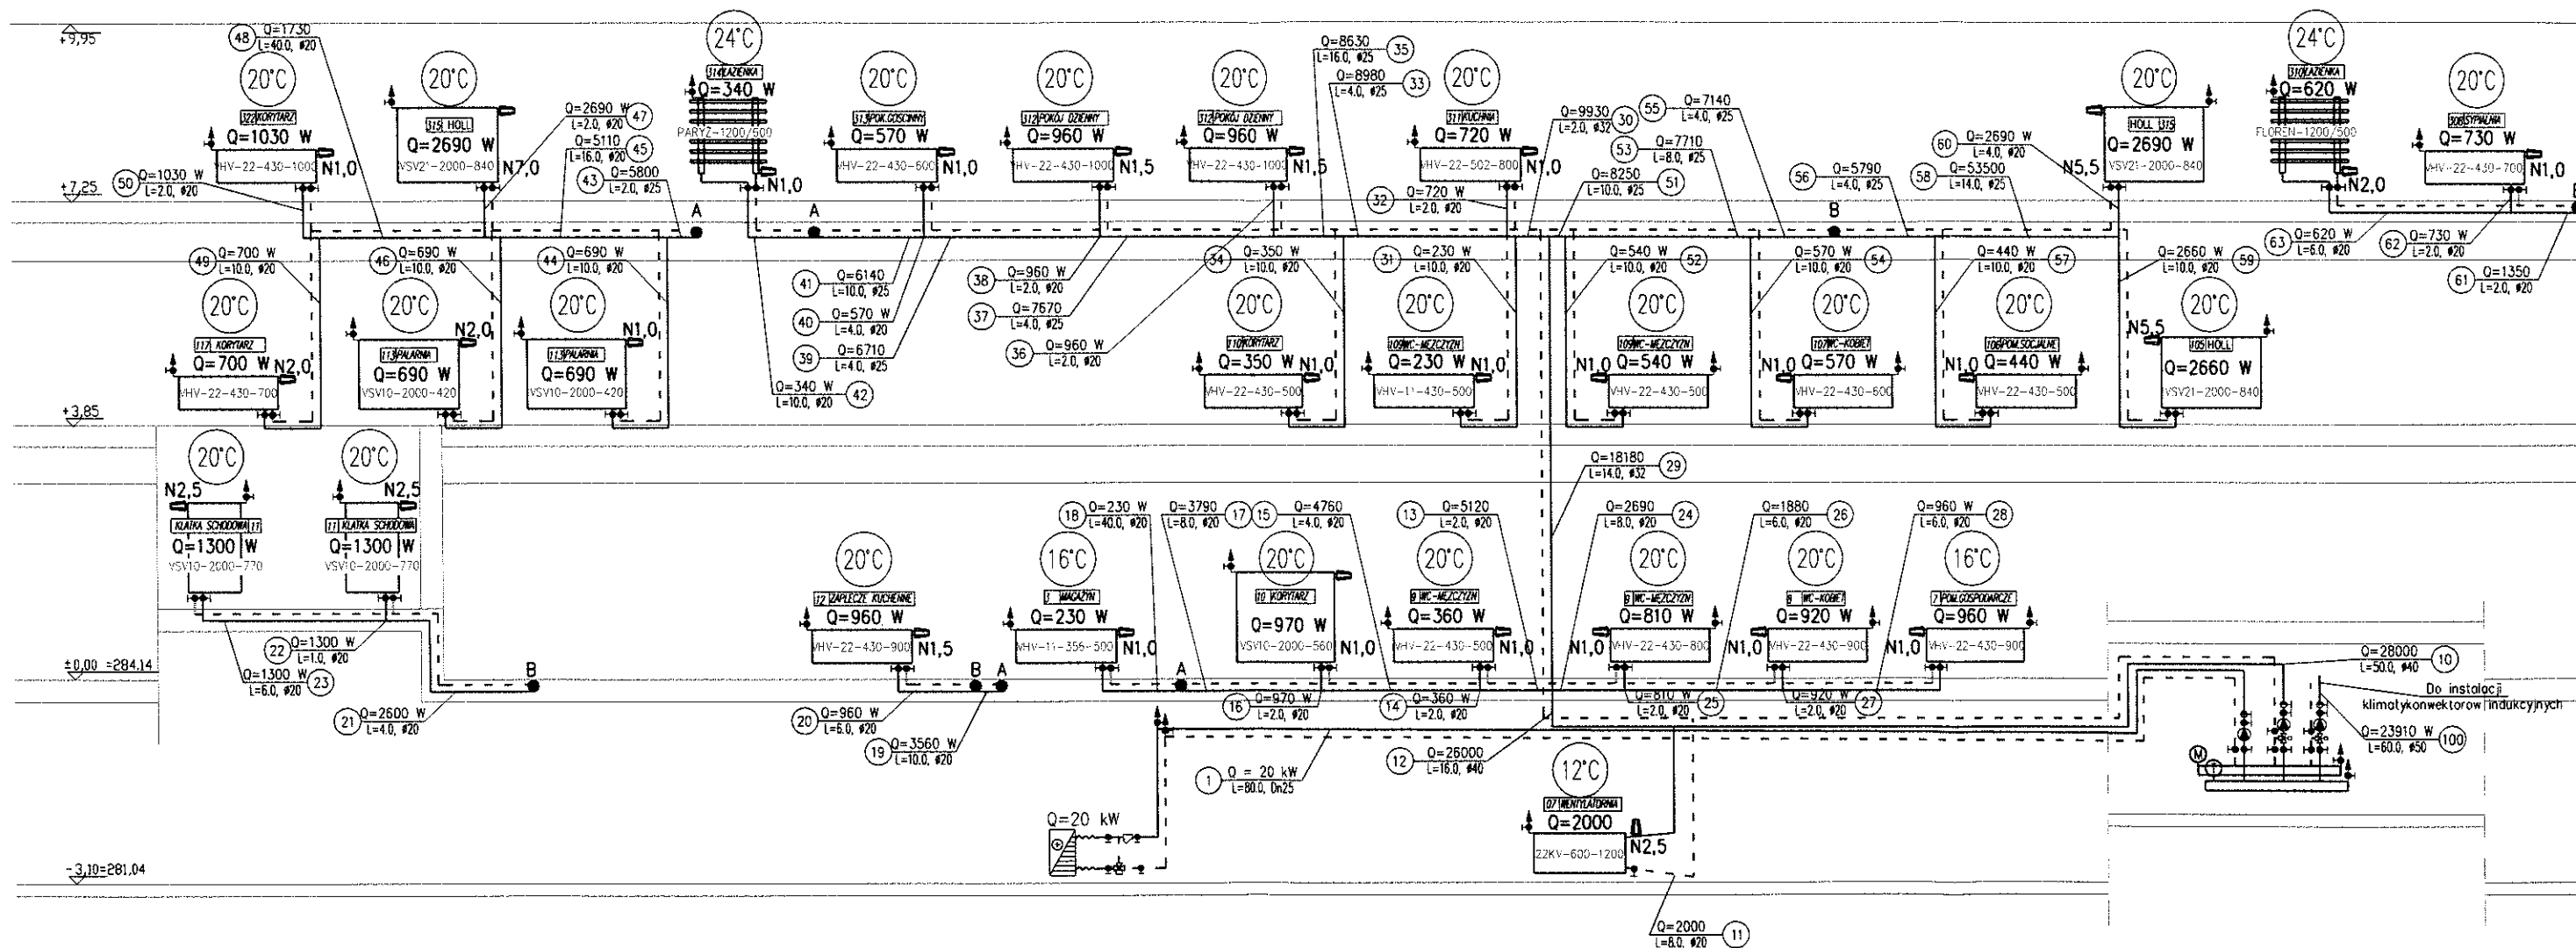 +9,95
48 Q=1730
L=40.0, ø20
20°C
322 KORYTARZ
Q=1030 W
VHV-22-430-1000
N1,0
50 Q=1030 W
L=2.0, ø20
+7,25
20°C
315 HOLL
Q=2690 W
VSV21-2000-840
N7,0
Q=2690 W 47
L=2.0, ø20
Q=5110
L=16.0, ø20 45
43 Q=5800
L=2.0, ø25
24°C
314 ŁAZIENKA
Q=340 W
PARYZ-1200/500
N1,0
A
A
20°C
313 POK.GOSCINNY
Q=570 W
VHV-22-430-600
N1,0
20°C
312 POKÓJ DZIENNY
Q=960 W
VHV-22-430-1000
N1,5
20°C
312 POKÓJ DZIENNY
Q=960 W
VHV-22-430-1000
N1,5
Q=8630 35
L=16.0, ø25
Q=8980 33
L=4.0, ø25
20°C
311 KUCHNIA
Q=720 W
VHV-22-502-800
N1,0
32 Q=720 W
L=2.0, ø20
Q=9930 30
L=2.0, ø32
55 Q=7140
L=4.0, ø25
53 Q=7710
L=8.0, ø25
Q=8250 51
L=10.0, ø25
B
56 Q=5790
L=4.0, ø25
58 Q=53500
L=14.0, ø25
60 Q=2690 W
L=4.0, ø20
20°C
HOLL 315
Q=2690 W
VSV21-2000-840
N5,5
24°C
310 ŁAZIENKA
Q=620 W
FLOREN-1200/500
N2,0
20°C
308 SYPIALNIA
Q=730 W
VHV-22-430-700
N1,0
63 Q=620 W
L=6.0, ø20
62 Q=730 W
L=2.0, ø20
61 Q=1350
L=2.0, ø20
49 Q=700 W
L=10.0, ø20
46 Q=690 W
L=10.0, ø20
44 Q=690 W
L=10.0, ø20
41 Q=6140
L=10.0, ø25
40 Q=570 W
L=4.0, ø20
39 Q=6710
L=4.0, ø25
Q=340 W
L=10.0, ø20 42
38 Q=960 W
L=2.0, ø20
37 Q=7670
L=4.0, ø25
36 Q=960 W
L=2.0, ø20
34 Q=350 W
L=10.0, ø20
31 Q=230 W
L=10.0, ø20
Q=540 W 52
L=10.0, ø20
Q=570 W 54
L=10.0, ø20
Q=440 W 57
L=10.0, ø20
Q=2660 W 59
L=10.0, ø20
20°C
117 KORYTARZ
Q=700 W
N2,0
VHV-22-430-700
20°C
N2,0
113 PALARNIA
Q=690 W
VSV10-2000-420
20°C
N1,0
113 PALARNIA
Q=690 W
VSV10-2000-420
20°C
110 KORYTARZ
Q=350 W
N1,0
VHV-22-430-500
20°C
109 WC-MEZCZYZN
Q=230 W
N1,0
VHV-11-430-500
20°C
109 WC-MEZCZYZN
Q=540 W
N1,0
VHV-22-430-500
20°C
107 WC-KOBIET
Q=570 W
N1,0
VHV-22-430-600
20°C
106 POM.SOCJALNE
Q=440 W
N1,0
VHV-22-430-500
20°C
N5,5
105 HOLL
Q=2660 W
VSV21-2000-840
+3,85
20°C
N2,5
KLATKA SCHODOWA 11
Q=1300 W
VSV10-2000-770
20°C
N2,5
11 KLATKA SCHODOWA
Q=1300 W
VSV10-2000-770
22 Q=1300 W
L=1.0, ø20
Q=1300 W
L=6.0, ø20 23
21 Q=2600 W
L=4.0, ø20
B
±0,00 =284.14
20°C
12 ZAPLECZE KUCHENNE
Q=960 W
VHV-22-430-900
N1,5
B A
20 Q=960 W
L=6.0, ø20
19 Q=3560 W
L=10.0, ø20
18 Q=230 W
L=40.0, ø20
Q=3790 17
L=8.0, ø20
15 Q=4760
L=4.0, ø20
13 Q=5120
L=2.0, ø20
Q=18180 29
L=14.0, ø32
Q=2690 24
L=8.0, ø20
Q=1880 26
L=6.0, ø20
Q=960 W 28
L=6.0, ø20
16°C
MAGAZYN
Q=230 W
VHV-11-356-500
N1,0
A
20°C
10 KORYTARZ
Q=970 W
VSV10-2000-560
N1,0
20°C
9 WC-MEZCZYZN
Q=360 W
VHV-22-430-500
N1,0
20°C
9 WC-MEZCZYZN
Q=810 W
N1,0
VHV-22-430-800
20°C
8 WC-KOBIET
Q=920 W
N1,0
VHV-22-430-900
16°C
7 POM.GOSPODARCZE
Q=960 W
N1,0
VHV-22-430-900
16 Q=970 W
L=2.0, ø20
14 Q=360 W
L=2.0, ø20
Q=810 W 25
L=2.0, ø20
Q=920 W 27
L=2.0, ø20
Q=28000 10
L=50.0, ø40
Do instalacji
klimatykonwektorow indukcyjnych
Q=23910 W 100
L=60.0, ø50
M
T
1 Q = 20 kW
L=80.0, Dn25
12 Q=26000
L=16.0, ø40
Q=20 kW
12°C
07 WENTYLATORNIA
Q=2000
22KV-600-1200
N2,5
Q=2000 11
L=8.0, ø20
-3,10=281,04